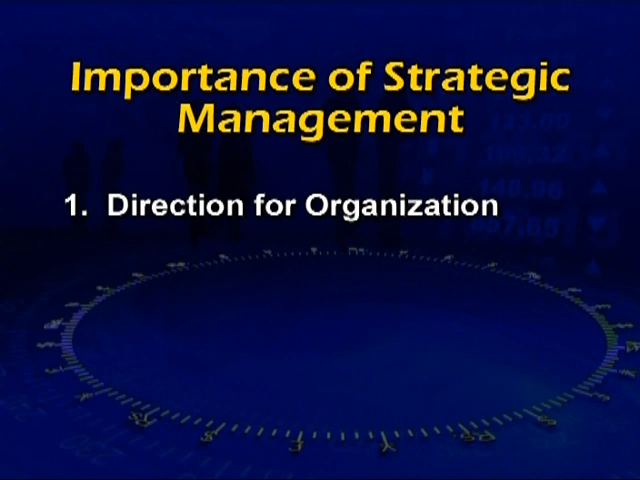 Importance of Strategic
Management
1. Direction for Organization